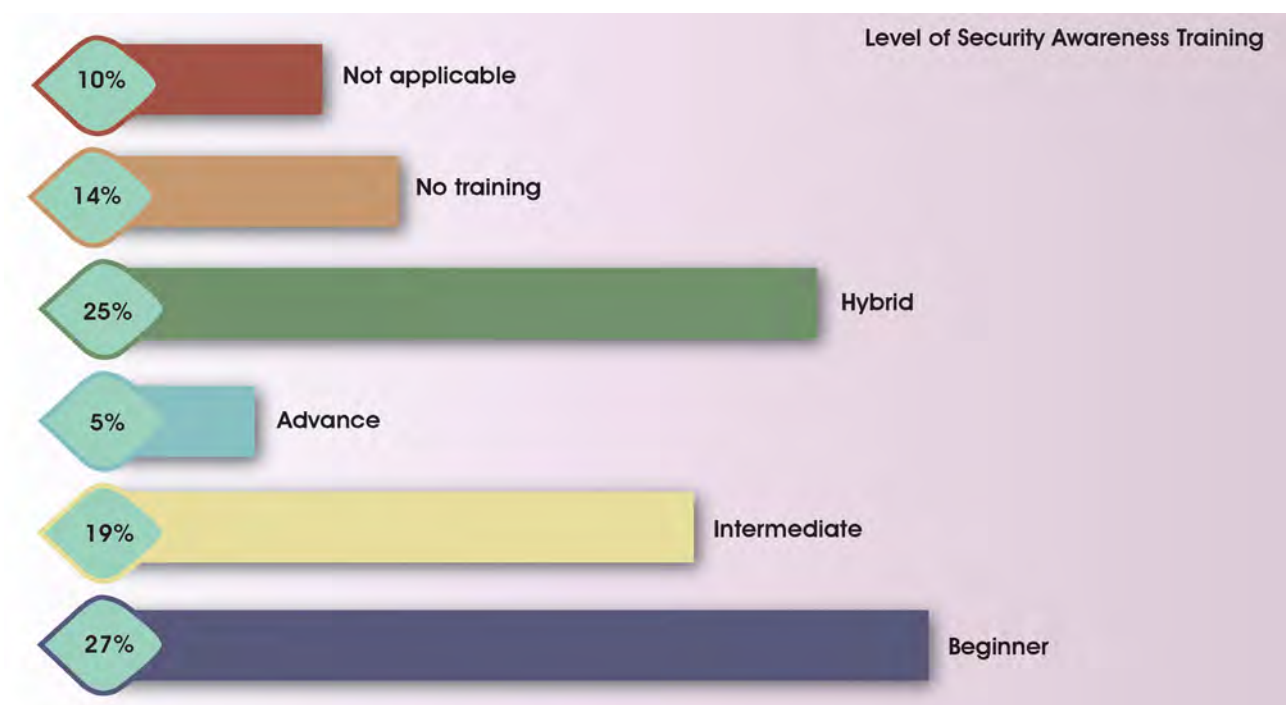 Level of Security Awareness Training
10% Not applicable
14% No training
25% Hybrid
5% Advance
19% Intermediate
27% Beginner